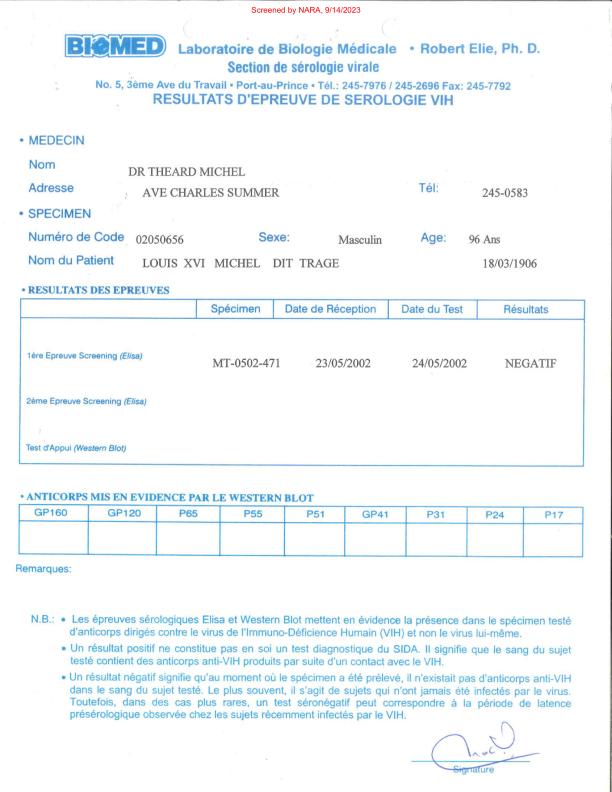 Screened by NARA, 9/14/2023
BIOMED Laboratoire de Biologie Médicale • Robert Elie, Ph. D.
Section de sérologie virale
No. 5, 3ème Ave du Travail • Port-au-Prince • Tél.: 245-7976 / 245-2696 Fax: 245-7792
RESULTATS D'EPREUVE DE SEROLOGIE VIH
• MEDECIN
Nom DR THEARD MICHEL
Adresse AVE CHARLES SUMMER Tél: 245-0583
• SPECIMEN
Numéro de Code 02050656 Sexe: Masculin Age: 96 Ans
Nom du Patient LOUIS XVI MICHEL DIT TRAGE 18/03/1906
• RESULTATS DES EPREUVES
Spécimen Date de Réception Date du Test Résultats
1ère Epreuve Screening (Elisa) MT-0502-471 23/05/2002 24/05/2002 NEGATIF
2ème Epreuve Screening (Elisa)
Test d'Appui (Western Blot)
• ANTICORPS MIS EN EVIDENCE PAR LE WESTERN BLOT
GP160 GP120 P65 P55 P51 GP41 P31 P24 P17
Remarques:
N.B.: • Les épreuves sérologiques Elisa et Western Blot mettent en évidence la présence dans le spécimen testé
d'anticorps dirigés contre le virus de l'Immuno-Déficience Humain (VIH) et non le virus lui-même.
• Un résultat positif ne constitue pas en soi un test diagnostique du SIDA. Il signifie que le sang du sujet
testé contient des anticorps anti-VIH produits par suite d'un contact avec le VIH.
• Un résultat négatif signifie qu'au moment où le spécimen a été prélevé, il n'existait pas d'anticorps anti-VIH
dans le sang du sujet testé. Le plus souvent, il s'agit de sujets qui n'ont jamais été infectés par le virus.
Toutefois, dans des cas plus rares, un test séronégatif peut correspondre à la période de latence
présérologique observée chez les sujets récemment infectés par le VIH.
Signature